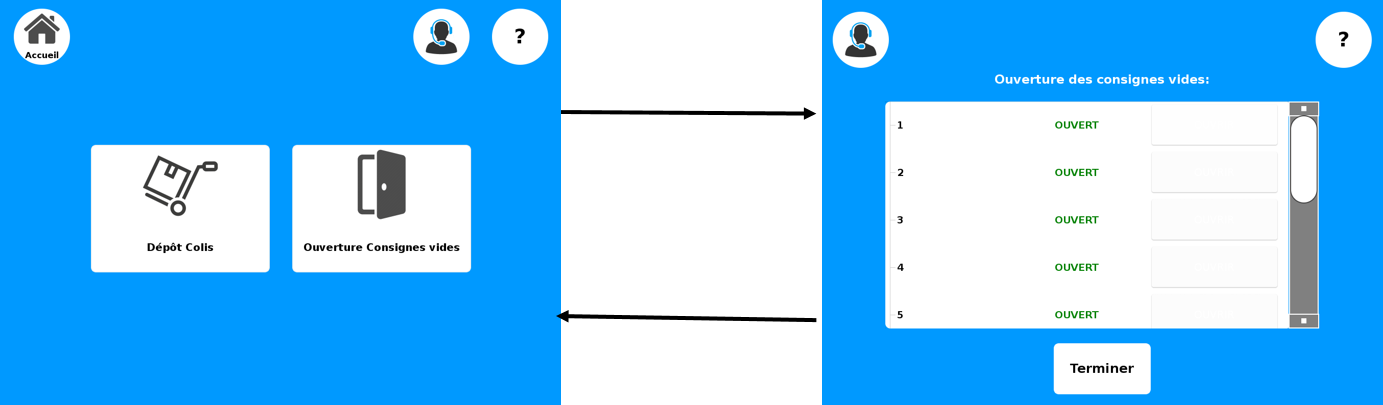 Accueil
?
Dépôt Colis
Ouverture Consignes vides
?
Ouverture des consignes vides:
1 OUVERT
2 OUVERT
3 OUVERT
4 OUVERT
5 OUVERT
Terminer